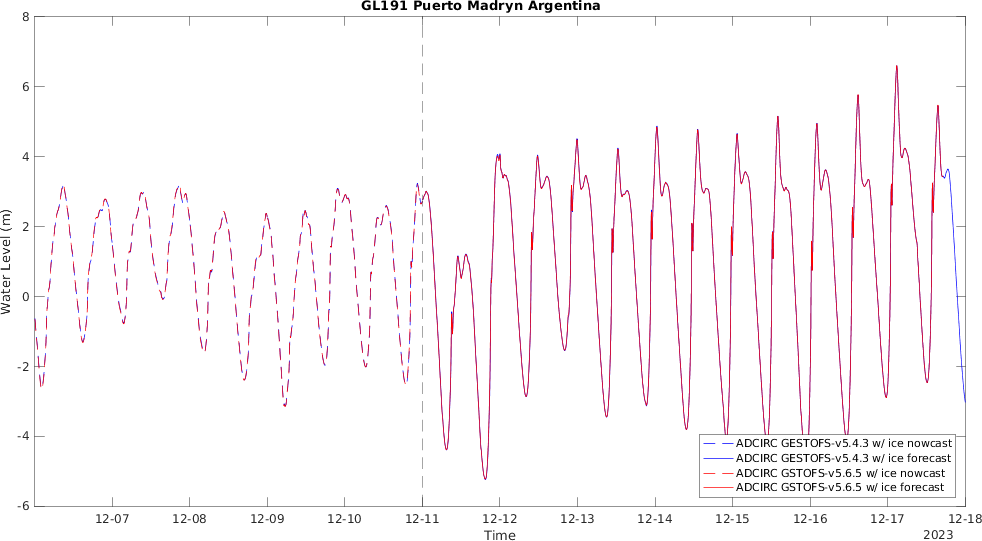 GL191 Puerto Madryn Argentina
8
6
4
2
0
-2
-4
-6
Water Level (m)
ADCIRC GESTOFS-v5.4.3 w/ ice nowcast
ADCIRC GESTOFS-v5.4.3 w/ ice forecast
ADCIRC GSTOFS-v5.6.5 w/ ice nowcast
ADCIRC GSTOFS-v5.6.5 w/ ice forecast
12-07 12-08 12-09 12-10 12-11 12-12 12-13 12-14 12-15 12-16 12-17 12-18
Time 2023